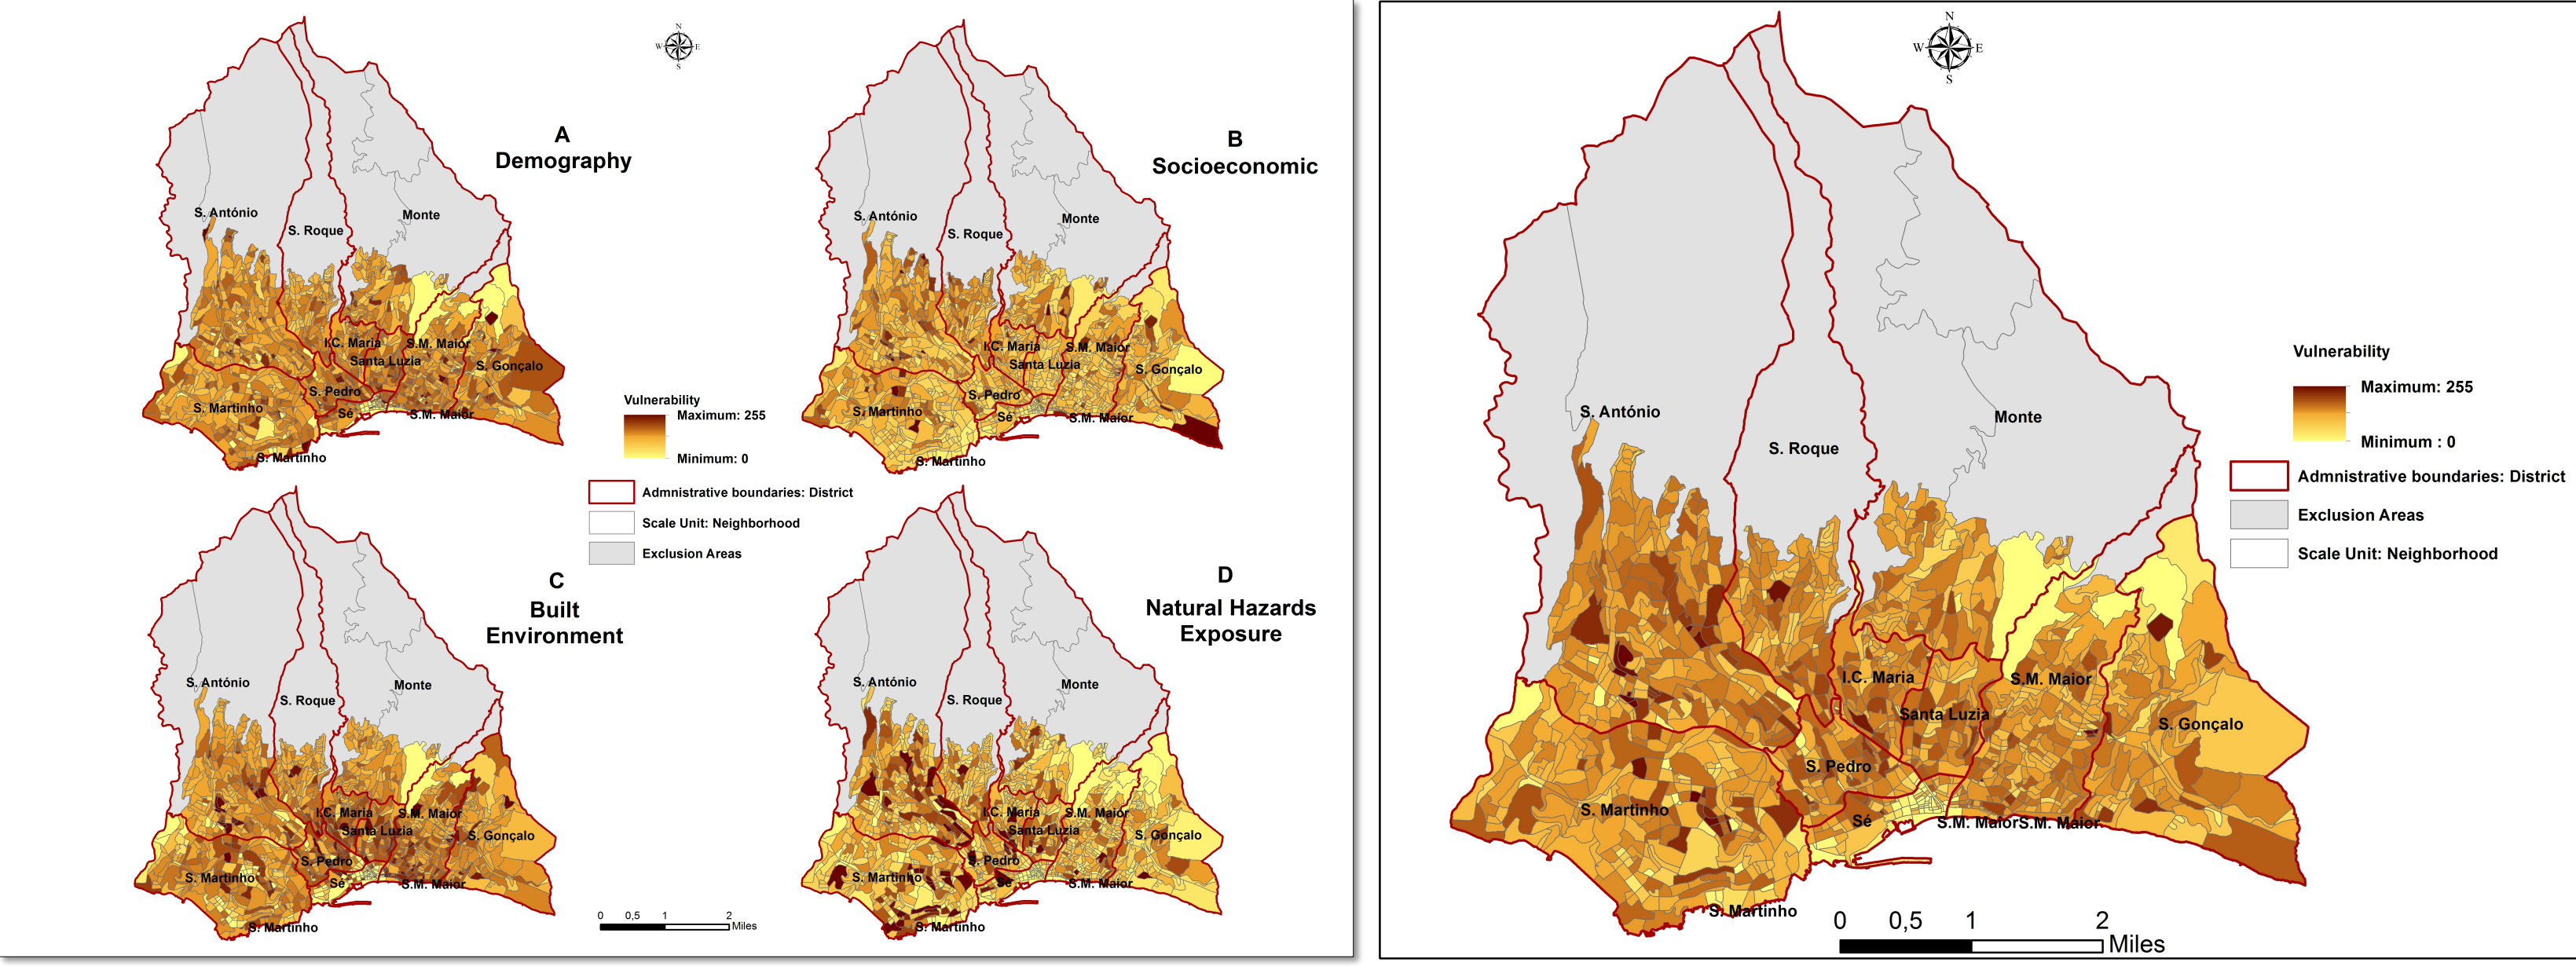 N
W E
S
A
Demography
S. António
S. Roque
Monte
I.C. Maria
S.M. Maior
Santa Luzia
S. Gonçalo
S. Pedro
S. Martinho
Sé
S.M. Maior
S. Martinho
B
Socioeconomic
S. António
S. Roque
Monte
I.C. Maria
S.M. Maior
Santa Luzia
S. Gonçalo
S. Pedro
S. Martinho
Sé
S.M. Maior
S. Martinho
Vulnerability
Maximum: 255
Minimum: 0
Admnistrative boundaries: District
Scale Unit: Neighborhood
Exclusion Areas
C
Built
Environment
S. António
S. Roque
Monte
I.C. Maria
S.M. Maior
Santa Luzia
S. Gonçalo
S. Pedro
S. Martinho
Sé
S.M. Maior
S. Martinho
0 0,5 1 2
Miles
D
Natural Hazards
Exposure
S. António
S. Roque
Monte
I.C. Maria
S.M. Maior
Santa Luzia
S. Gonçalo
S. Pedro
S. Martinho
Sé
S.M. Maior
S. Martinho
N
W E
S
S. António
Monte
S. Roque
I.C. Maria
S.M. Maior
Santa Luzia
S. Gonçalo
S. Pedro
S. Martinho
Sé
S.M. Maior S.M. Maior
S. Martinho
Vulnerability
Maximum: 255
Minimum : 0
Admnistrative boundaries: District
Exclusion Areas
Scale Unit: Neighborhood
0 0,5 1 2
Miles